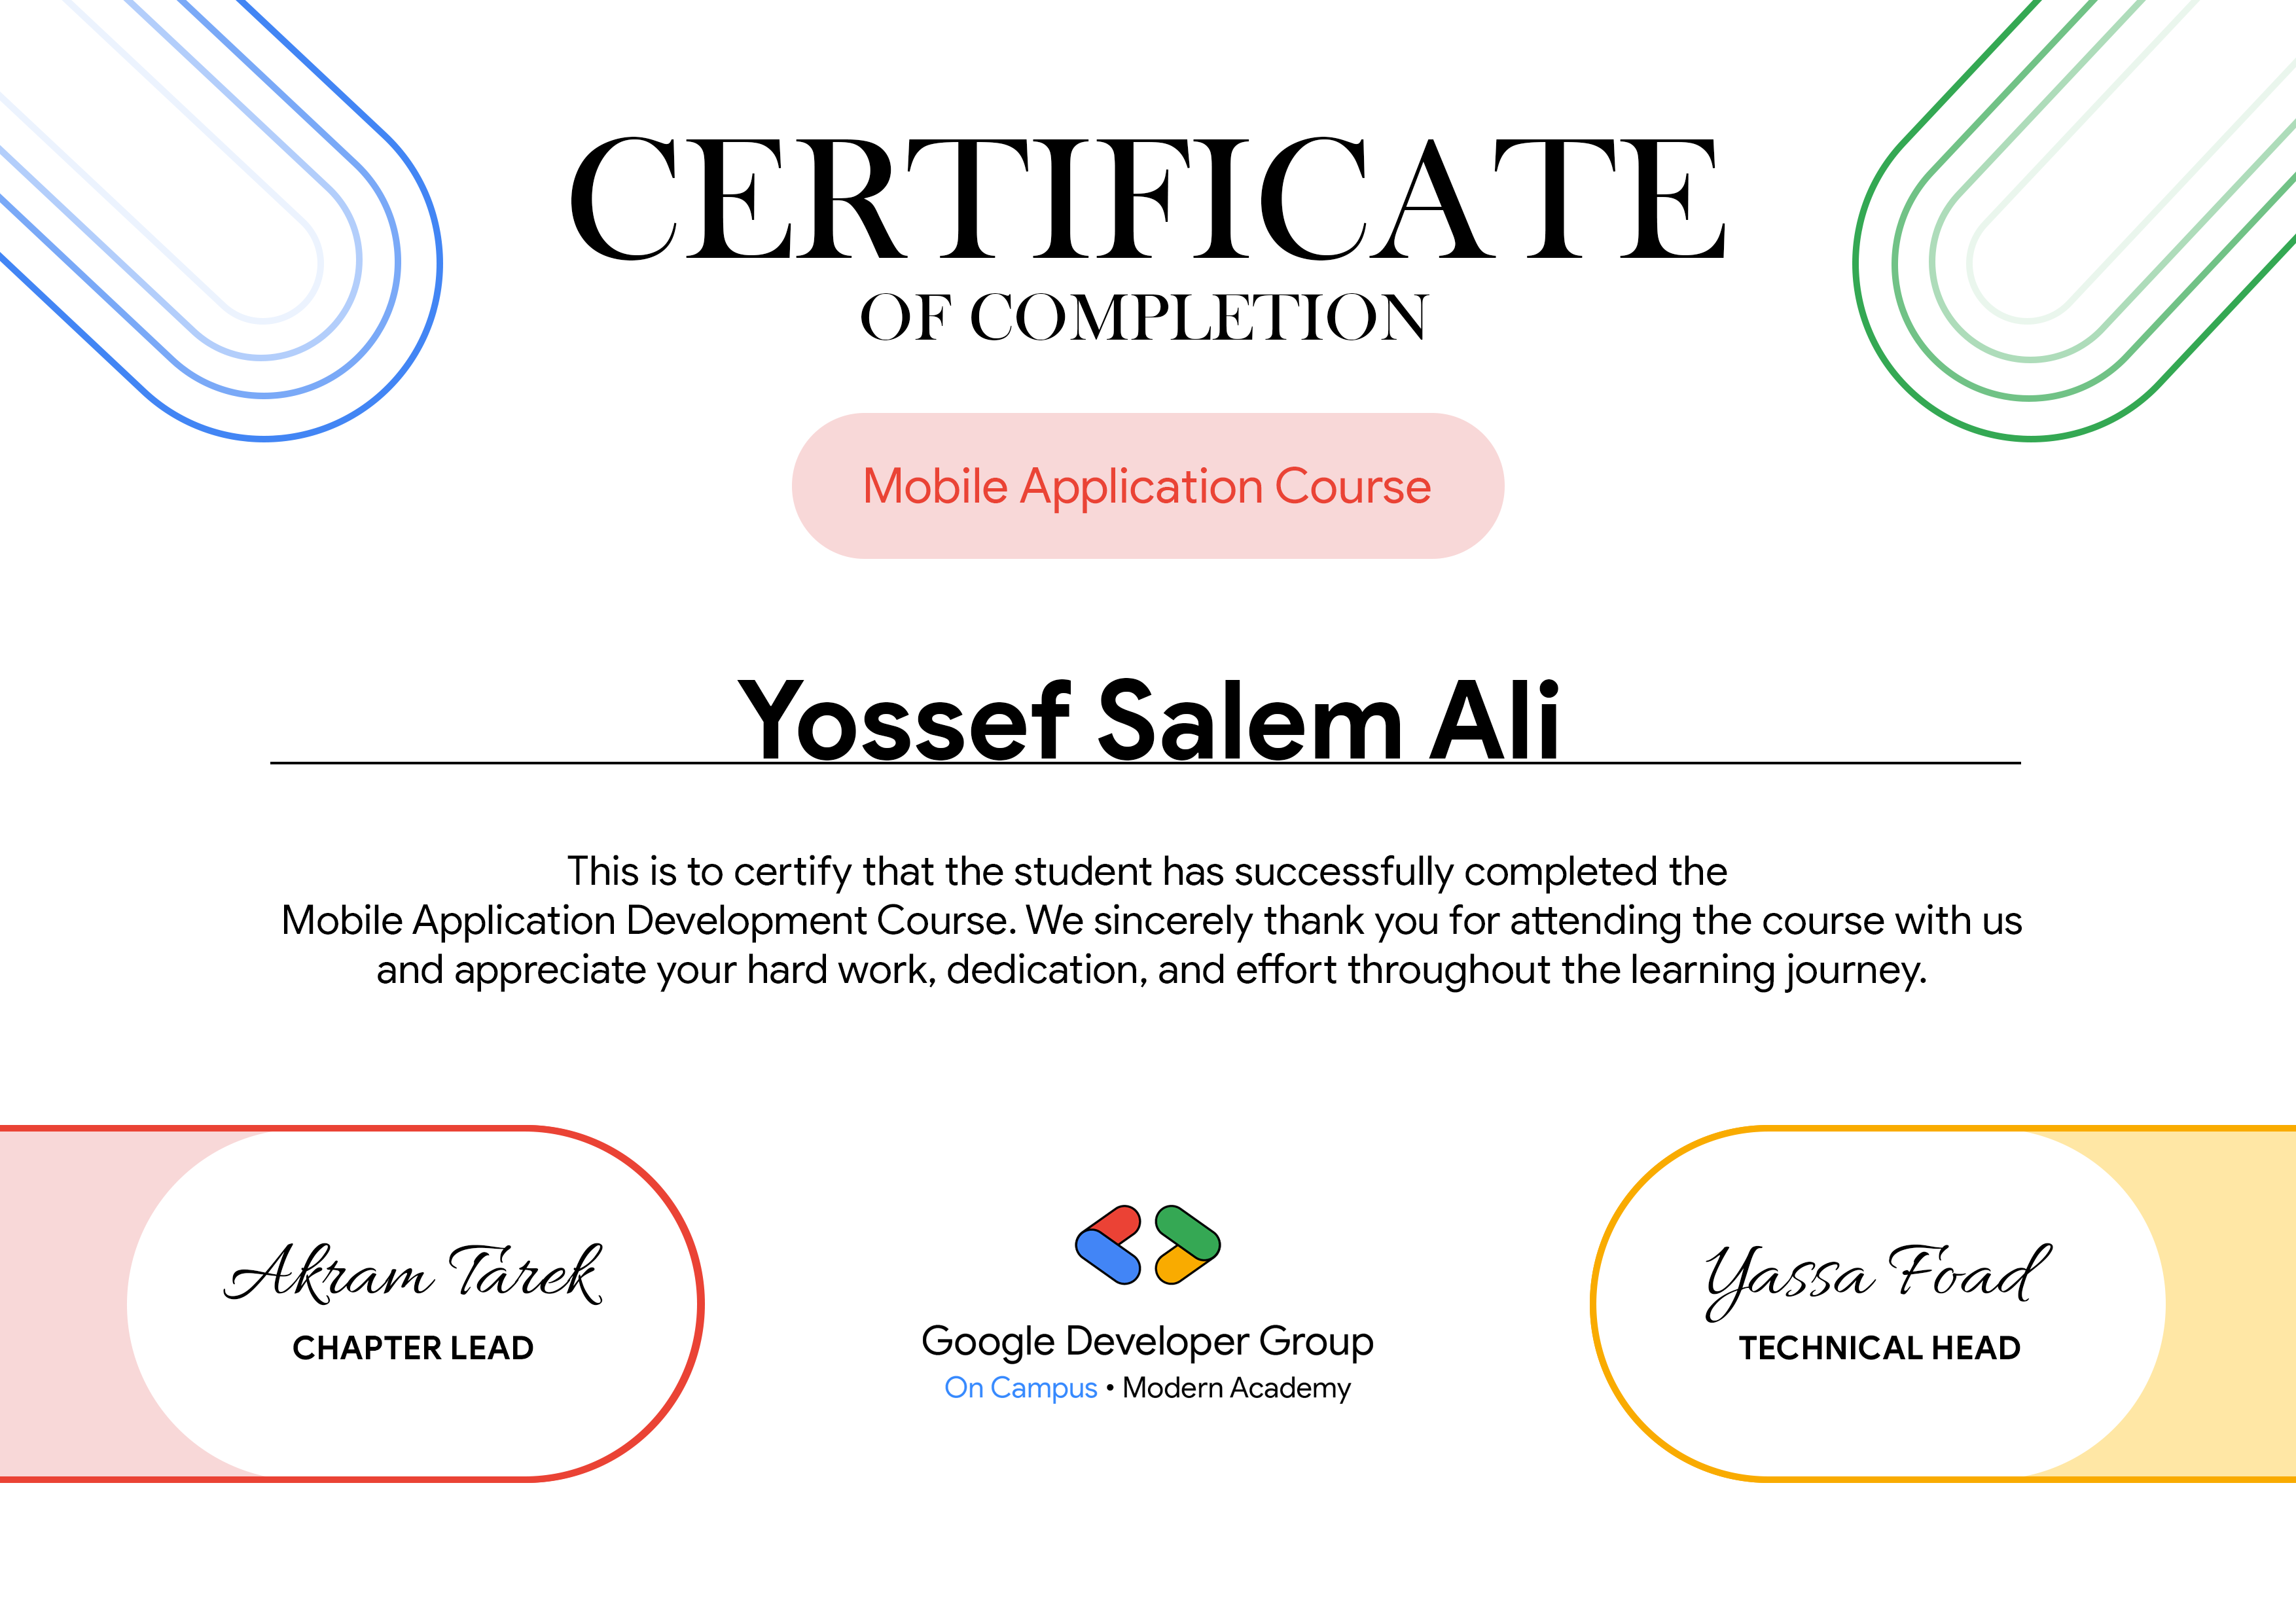 CERTIFICATE
OF COMPLETION
Mobile Application Course
Yossef Salem Ali
This is to certify that the student has successfully completed the
Mobile Application Development Course. We sincerely thank you for attending the course with us
and appreciate your hard work, dedication, and effort throughout the learning journey.
Akram Tarek
CHAPTER LEAD
Google Developer Group
On Campus • Modern Academy
Yassa Foad
TECHNICAL HEAD